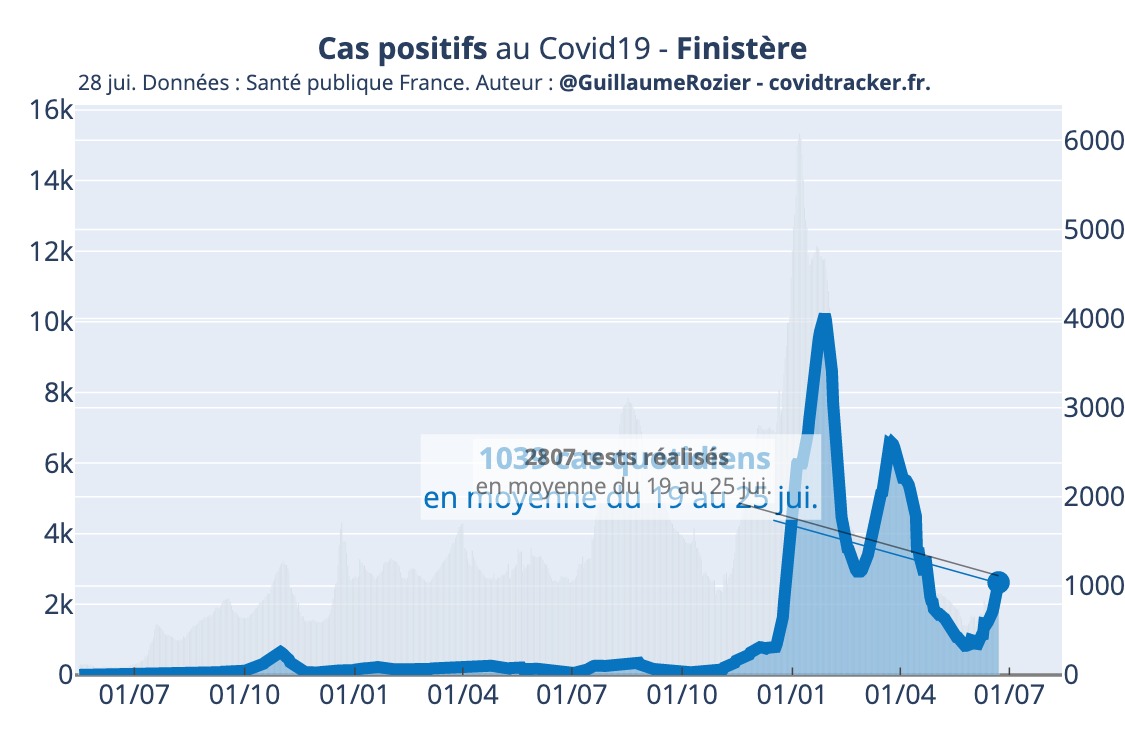 Cas positifs au Covid19 - Finistère
28 jui. Données : Santé publique France. Auteur : @GuillaumeRozier - covidtracker.fr.
16k
14k
12k
10k
8k
6k
4k
2k
0
6000
5000
4000
3000
2000
1000
0
1039 cas quotidiens
en moyenne du 19 au 25 jui.
2807 tests réalisés
en moyenne du 19 au 25 jui.
01/07 01/10 01/01 01/04 01/07 01/10 01/01 01/04 01/07